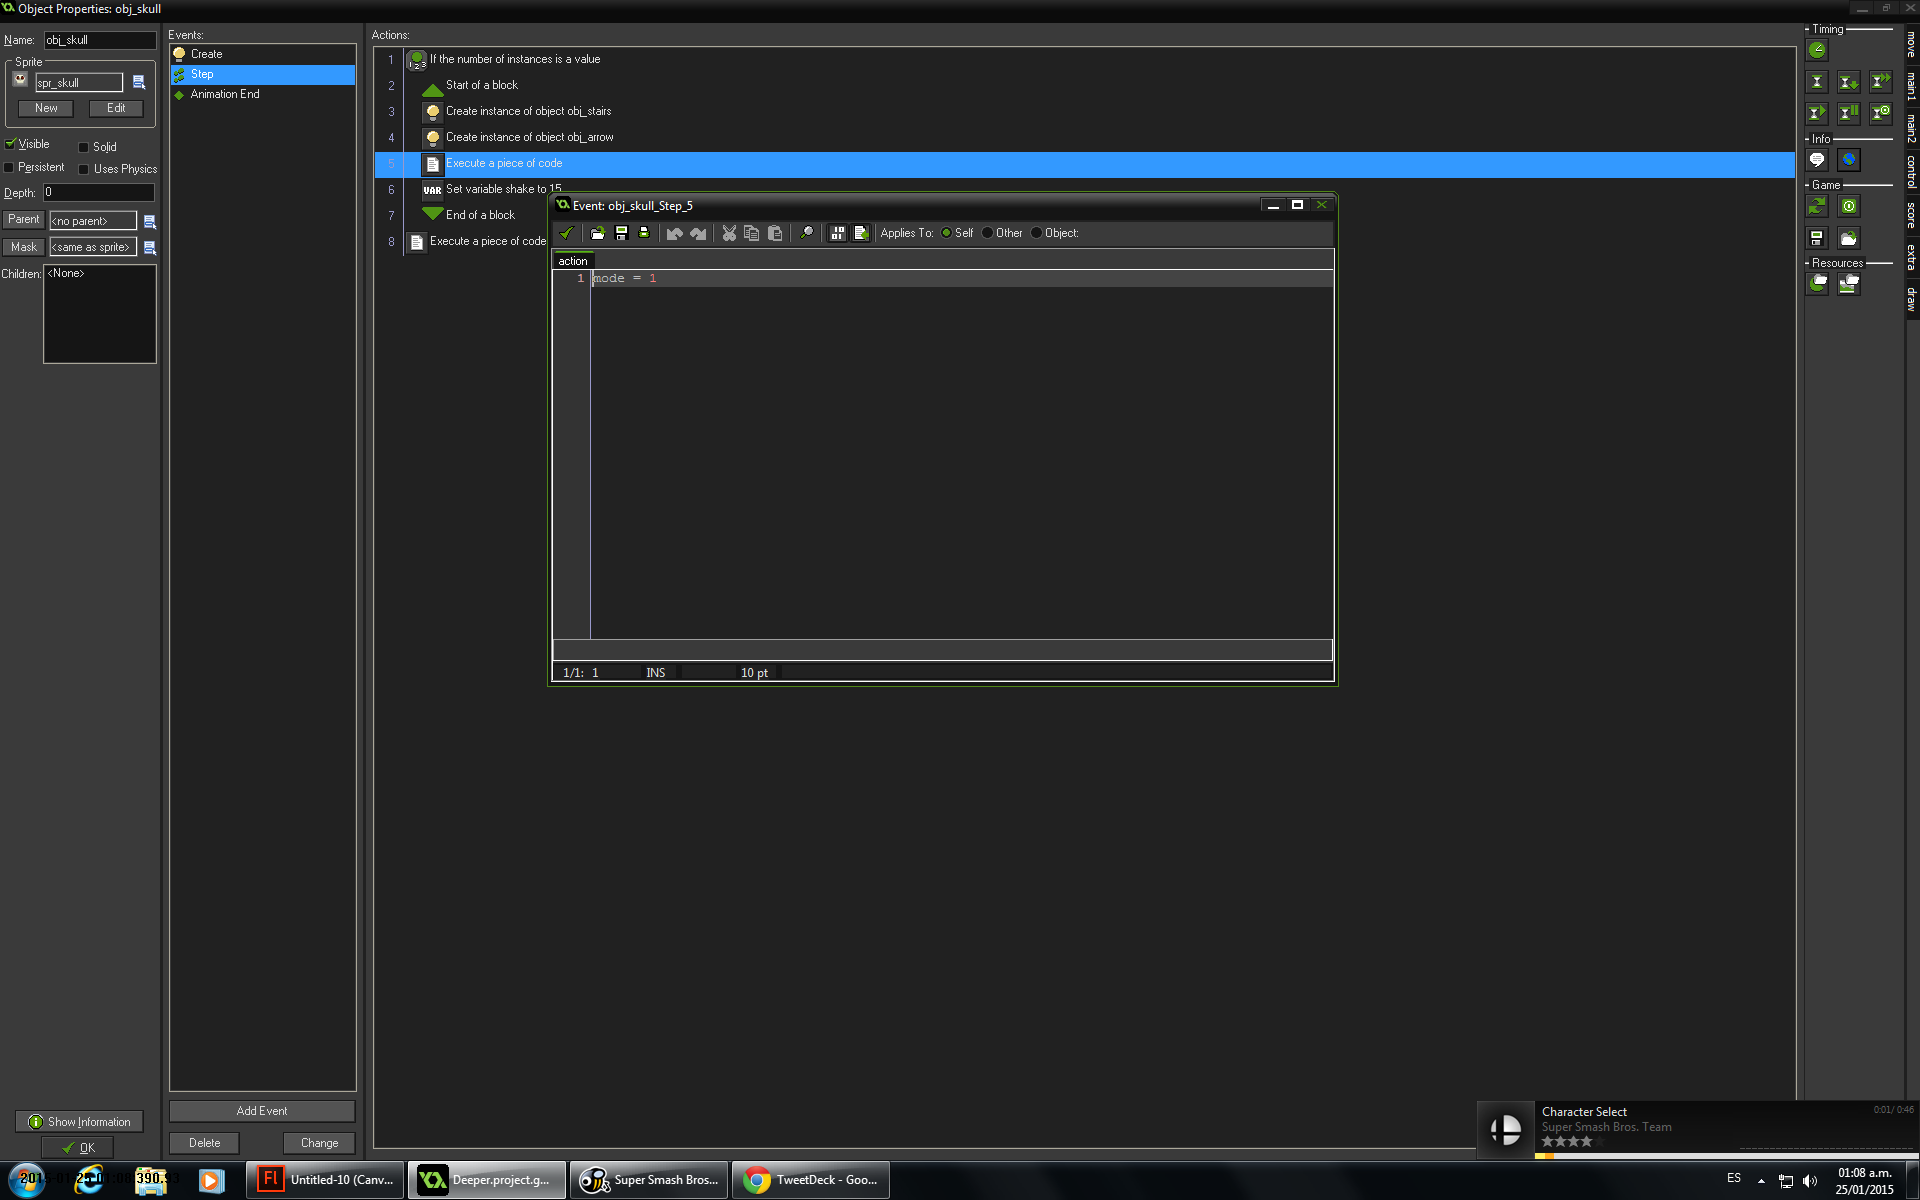 Object Properties: obj_skull
Name: obj_skull
Sprite
spr_skull
New Edit
Visible Solid
Persistent Uses Physics
Depth: 0
Parent <no parent>
Mask <same as sprite>
Children: <None>
Show Information
OK
Events:
Create
Step
Animation End
Add Event
Delete Change
Actions:
1 If the number of instances is a value
2 Start of a block
3 Create instance of object obj_stairs
4 Create instance of object obj_arrow
5 Execute a piece of code
6 VAR Set variable shake to 15
7 End of a block
8 Execute a piece of code
Event: obj_skull_Step_5
Applies To: Self Other Object:
action
1 mode = 1
1/1: 1 INS 10 pt
Timing
Info
Game
Resources
move
main1
main2
control
score
extra
draw
Character Select
0:01/ 0:46
Super Smash Bros. Team
Fl Untitled-10 (Canv...
Deeper.project.g...
Super Smash Bros...
TweetDeck - Goo...
ES
01:08 a.m.
25/01/2015